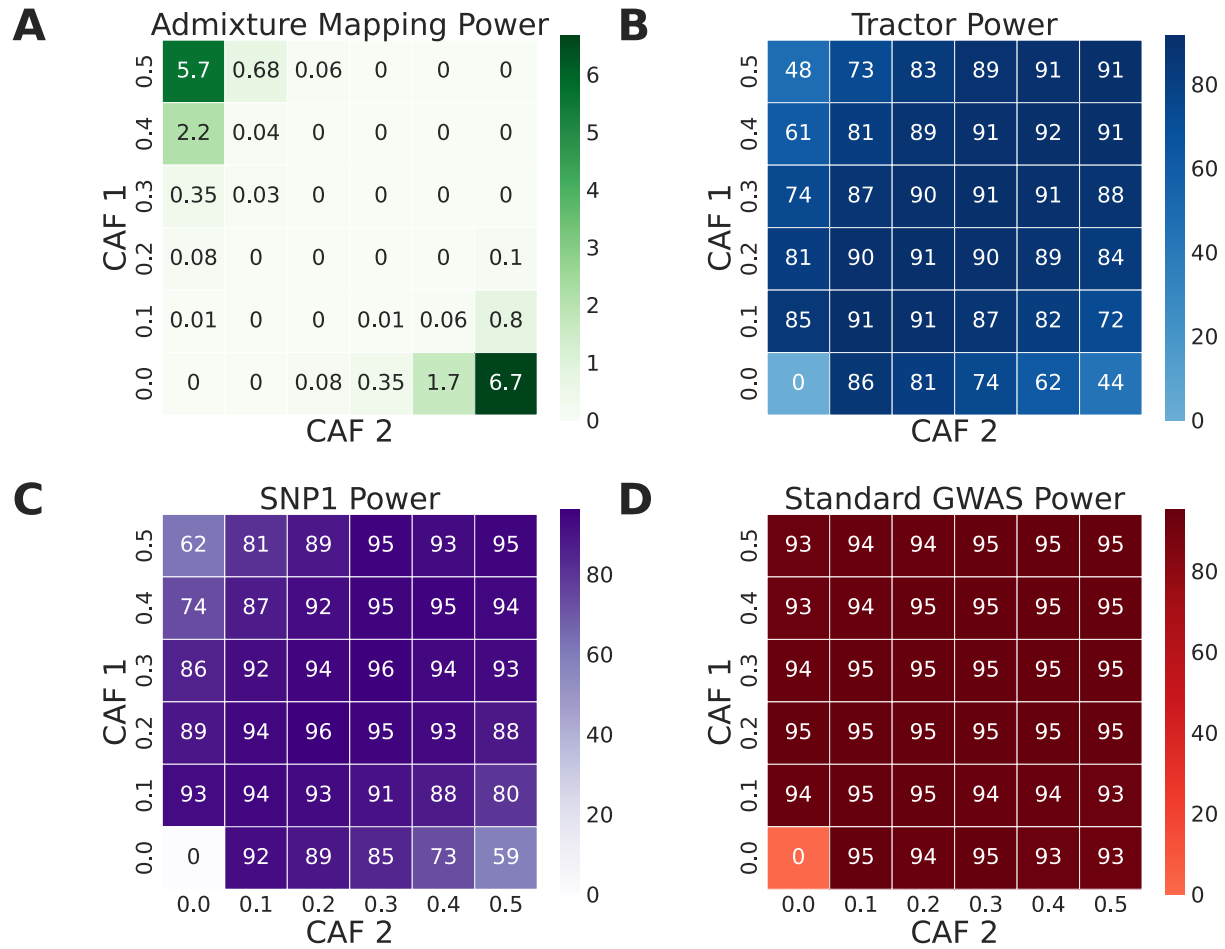 A
Admixture Mapping Power
CAF 1
0.5 5.7 0.68 0.06 0 0 0
0.4 2.2 0.04 0 0 0 0
0.3 0.35 0.03 0 0 0 0
0.2 0.08 0 0 0 0 0.1
0.1 0.01 0 0 0.01 0.06 0.8
0.0 0 0 0.08 0.35 1.7 6.7
CAF 2
6
5
4
3
2
1
0
B
Tractor Power
0.5 48 73 83 89 91 91
0.4 61 81 89 91 92 91
0.3 74 87 90 91 91 88
0.2 81 90 91 90 89 84
0.1 85 91 91 87 82 72
0.0 0 86 81 74 62 44
CAF 2
80
60
40
20
0
C
SNP1 Power
CAF 1
0.5 62 81 89 95 93 95
0.4 74 87 92 95 95 94
0.3 86 92 94 96 94 93
0.2 89 94 96 95 93 88
0.1 93 94 93 91 88 80
0.0 0 92 89 85 73 59
0.0 0.1 0.2 0.3 0.4 0.5
CAF 2
80
60
40
20
0
D
Standard GWAS Power
CAF 1
0.5 93 94 94 95 95 95
0.4 93 94 95 95 95 95
0.3 94 95 95 95 95 95
0.2 95 95 95 95 95 95
0.1 94 95 95 94 94 93
0.0 0 95 94 95 93 93
0.0 0.1 0.2 0.3 0.4 0.5
CAF 2
80
60
40
20
0